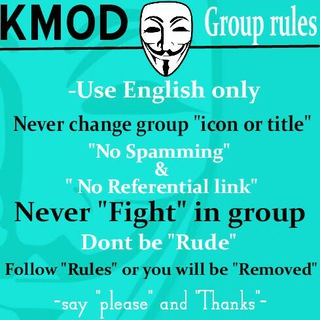 KMOD Group rules
-Use English only
Never change group "icon or title"
"No Spamming"
&
" No Referential link"
Never "Fight" in group
Dont be "Rude"
Follow "Rules" or you will be "Removed"
-say "please" and "Thanks"-